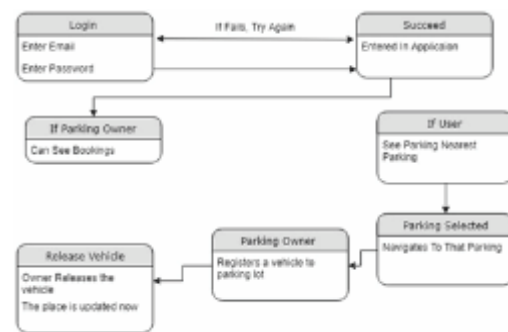 Login
If Fails, Try Again
Succeed
Enter Email
Enter Password
Entered In Applicaion
If Parking Owner
Can See Bookings
If User
See Parking Nearest
Parking
Parking Selected
Navigates To That Parking
Parking Owner
Registers a vehicle to
parking lot
Release Vehicle
Owner Releases the
vehicle
The place is updated now